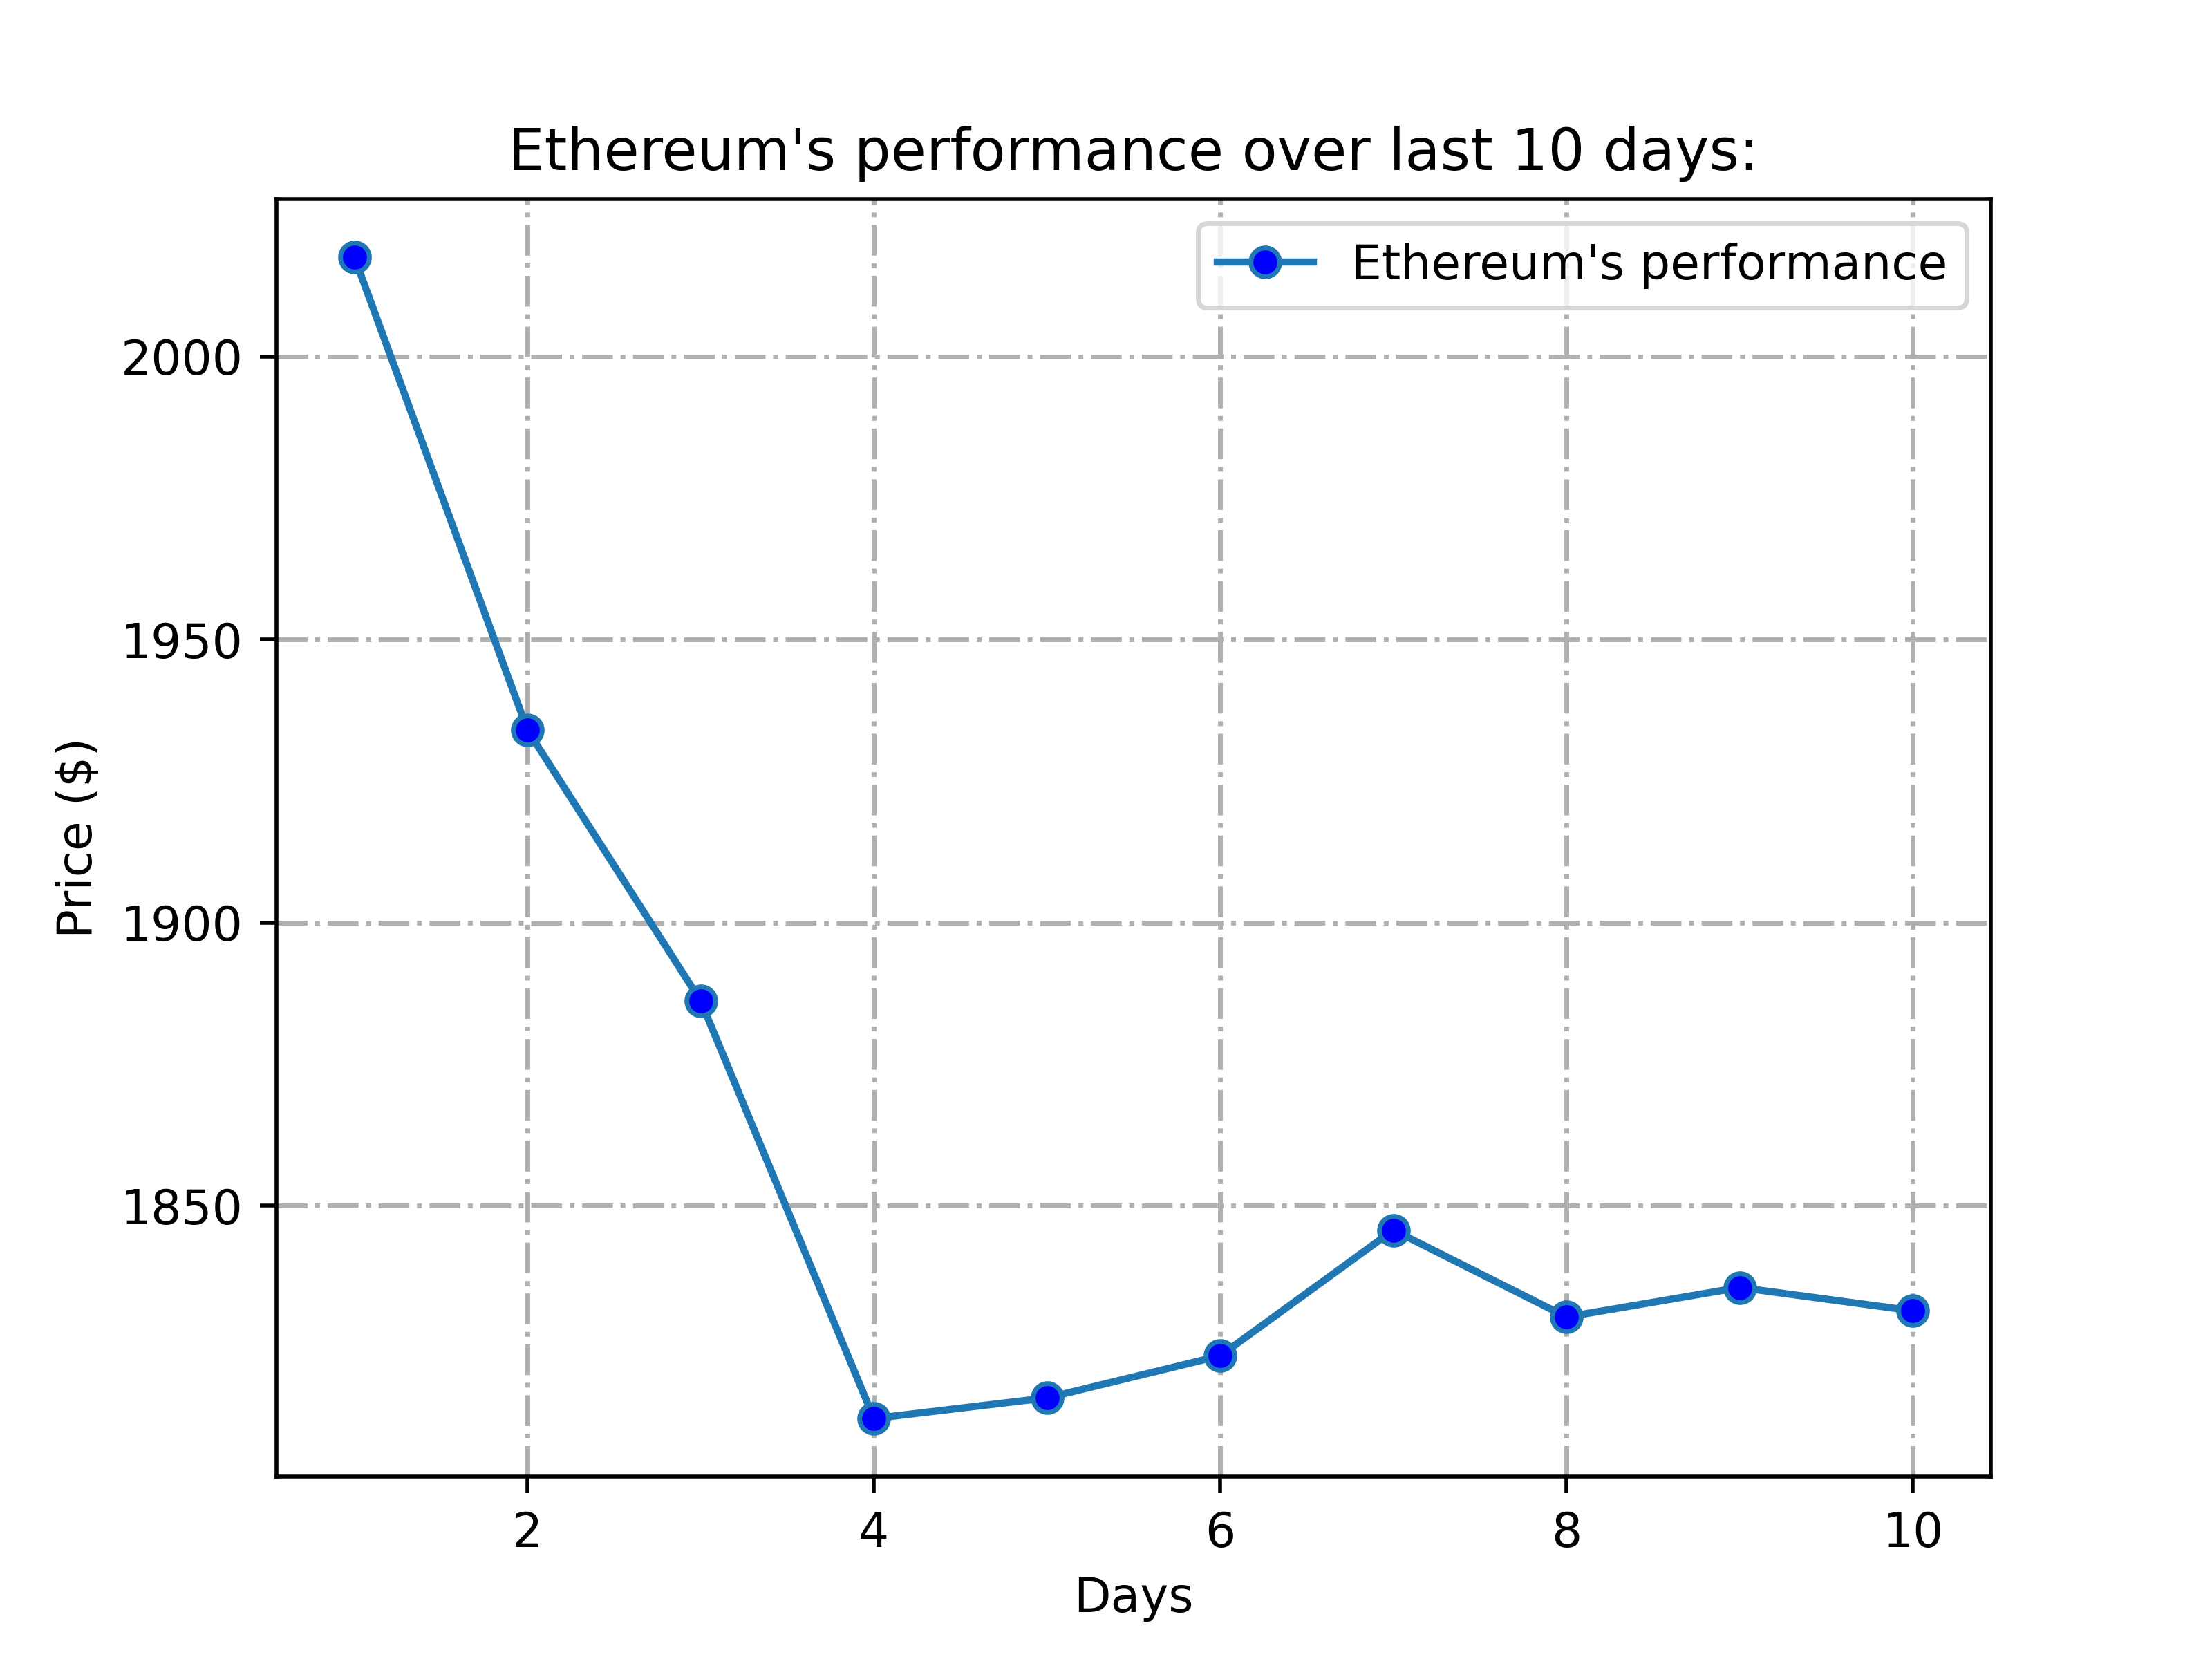 Ethereum's performance over last 10 days:
Ethereum's performance
2000
1950
1900
1850
Price ($)
2
4
6
8
10
Days